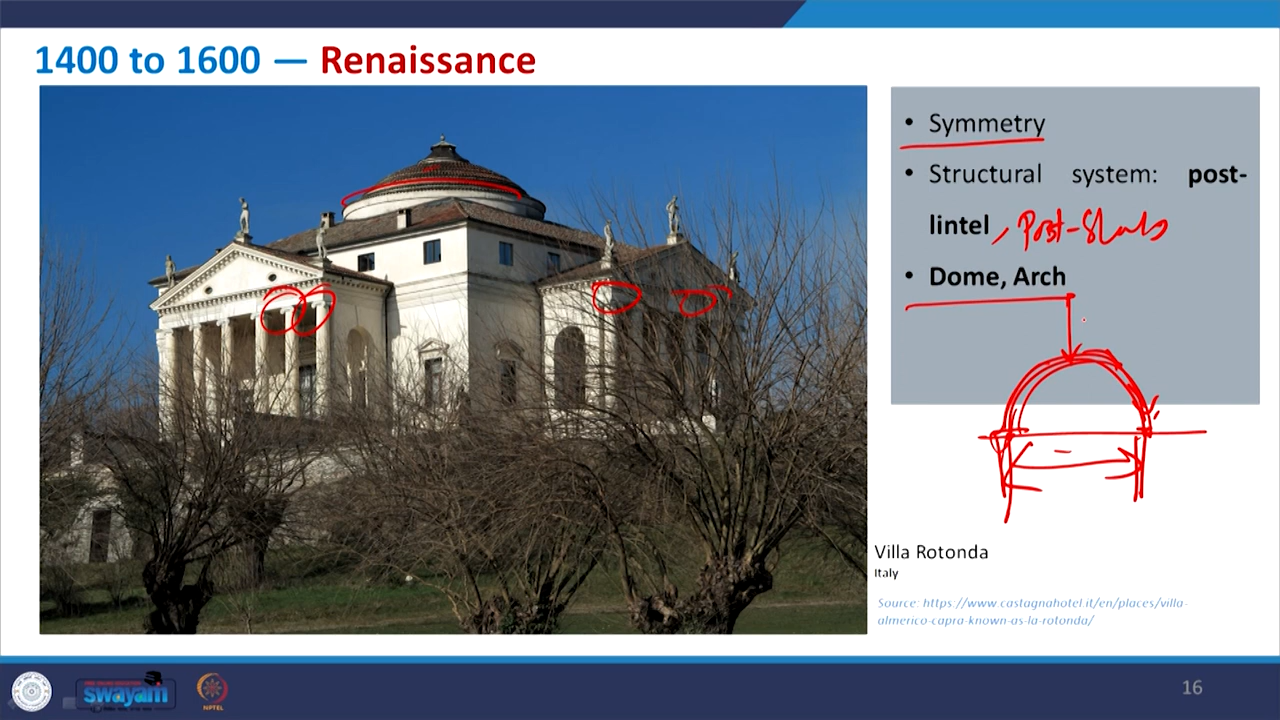 1400 to 1600 — Renaissance
• Symmetry
• Structural system: post-
lintel, Post-Slabs
• Dome, Arch
Villa Rotonda
Italy
Source: https://www.castagnahotel.it/en/places/villa-
almerico-capra-known-as-la-rotonda/
swayam
NPTEL
16